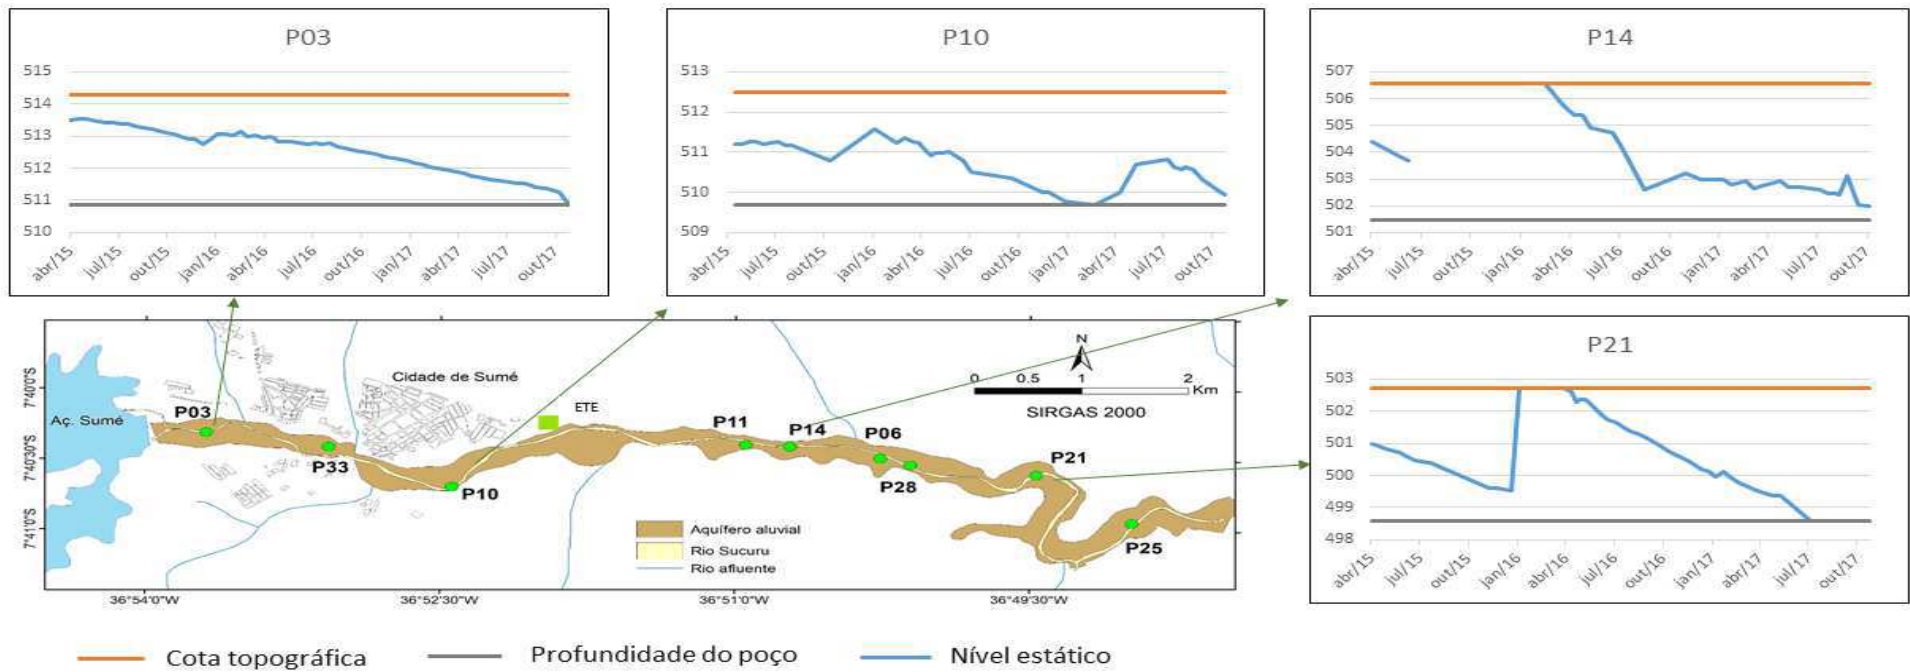 P03
515
514
513
512
511
510
abr/15 jul/15 out/15 jan/16 abr/16 jul/16 out/16 jan/17 abr/17 jul/17 out/17
P10
513
512
511
510
509
abr/15 jul/15 out/15 jan/16 abr/16 jul/16 out/16 jan/17 abr/17 jul/17 out/17
P14
507
506
505
504
503
502
501
abr/15 jul/15 out/15 jan/16 abr/16 jul/16 out/16 jan/17 abr/17 jul/17 out/17
P21
503
502
501
500
499
498
abr/15 jul/15 out/15 jan/16 abr/16 jul/16 out/16 jan/17 abr/17 jul/17 out/17
N
0 0.5 1 2
Km
SIRGAS 2000
Cidade de Sumé
ETE
Aç. Sumé
P03
P33
P10
P11
P14
P06
P28
P21
P25
Aquífero aluvial
Rio Sucuru
Rio afluente
7°40'0"S
7°40'30"S
7°41'0"S
36°54'0"W 36°52'30"W 36°51'0"W 36°49'30"W
Cota topográfica Profundidade do poço Nível estático